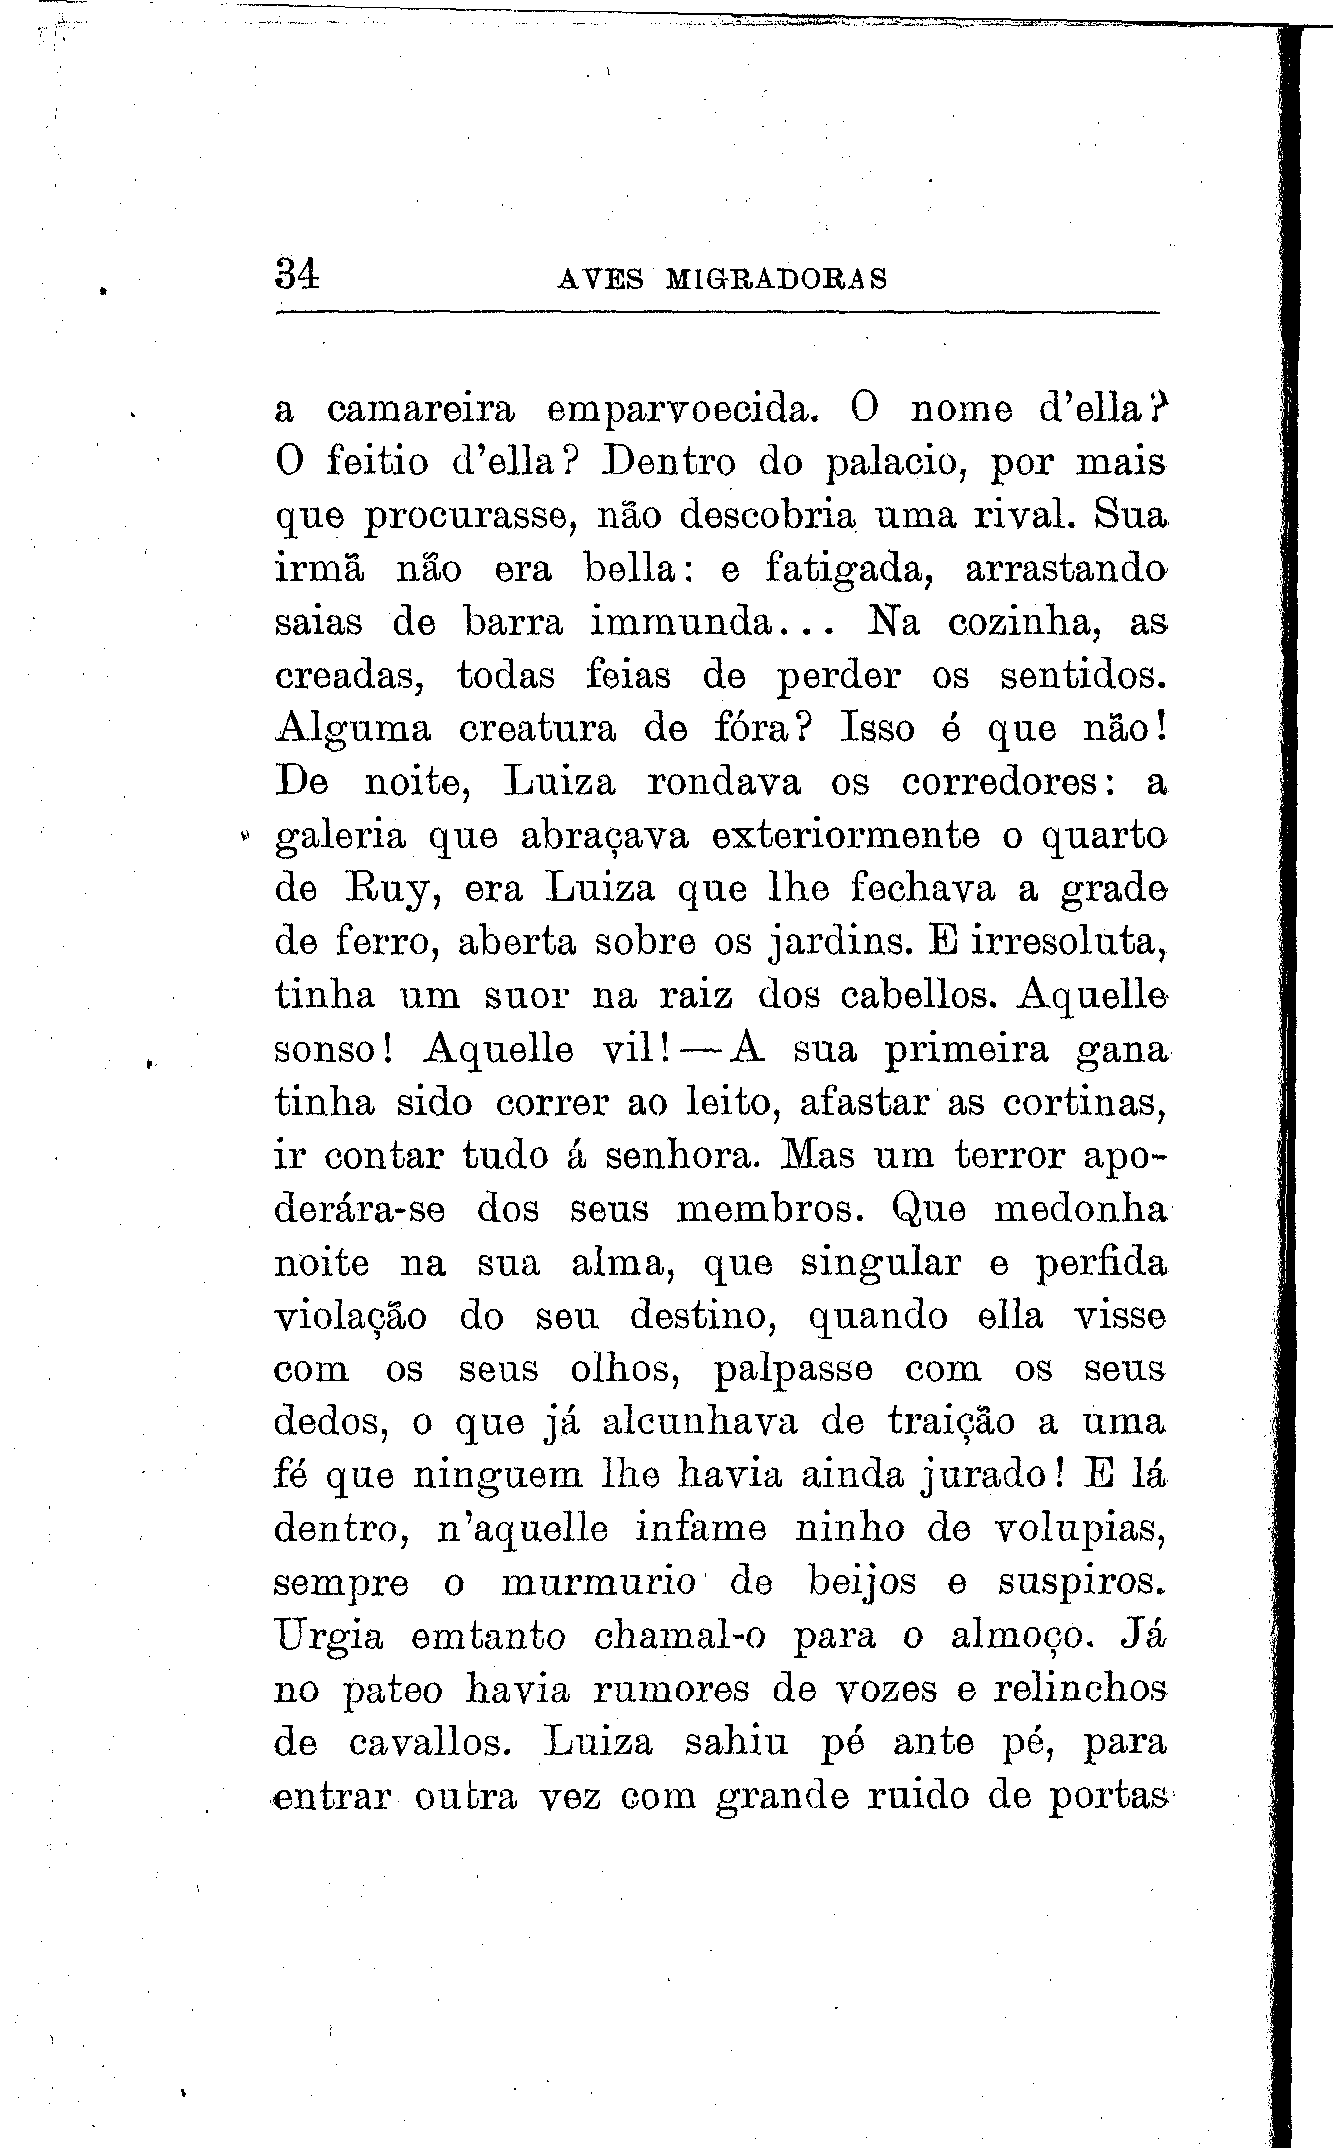 34 AVES MIGRADORAS
a camareira emparvoecida. O nome d'ella?
O feitio d'ella? Dentro do palacio, por mais
que procurasse, não descobria uma rival. Sua
irmã não era bella: e fatigada, arrastando
saias de barra immunda... Na cozinha, as
creadas, todas feias de perder os sentidos.
Alguma creatura de fóra? Isso é que não!
De noite, Luiza rondava os corredores: a
galeria que abraçava exteriormente o quarto
de Ruy, era Luiza que lhe fechava a grade
de ferro, aberta sobre os jardins. E irresoluta,
tinha um suor na raiz dos cabellos. Aquelle
sonso! Aquelle vil! — A sua primeira gana
tinha sido correr ao leito, afastar as cortinas,
ir contar tudo á senhora. Mas um terror apo-
derára-se dos seus membros. Que medonha
noite na sua alma, que singular e perfida
violação do seu destino, quando ella visse
com os seus olhos, palpasse com os seus
dedos, o que já alcunhava de traição a uma
fé que ninguem lhe havia ainda jurado! E lá
dentro, n'aquelle infame ninho de volupias,
sempre o murmurio de beijos e suspiros.
Urgia emtanto chamal-o para o almoço. Já
no pateo havia rumores de vozes e relinchos
de cavallos. Luiza sahiu pé ante pé, para
entrar outra vez com grande ruido de portas